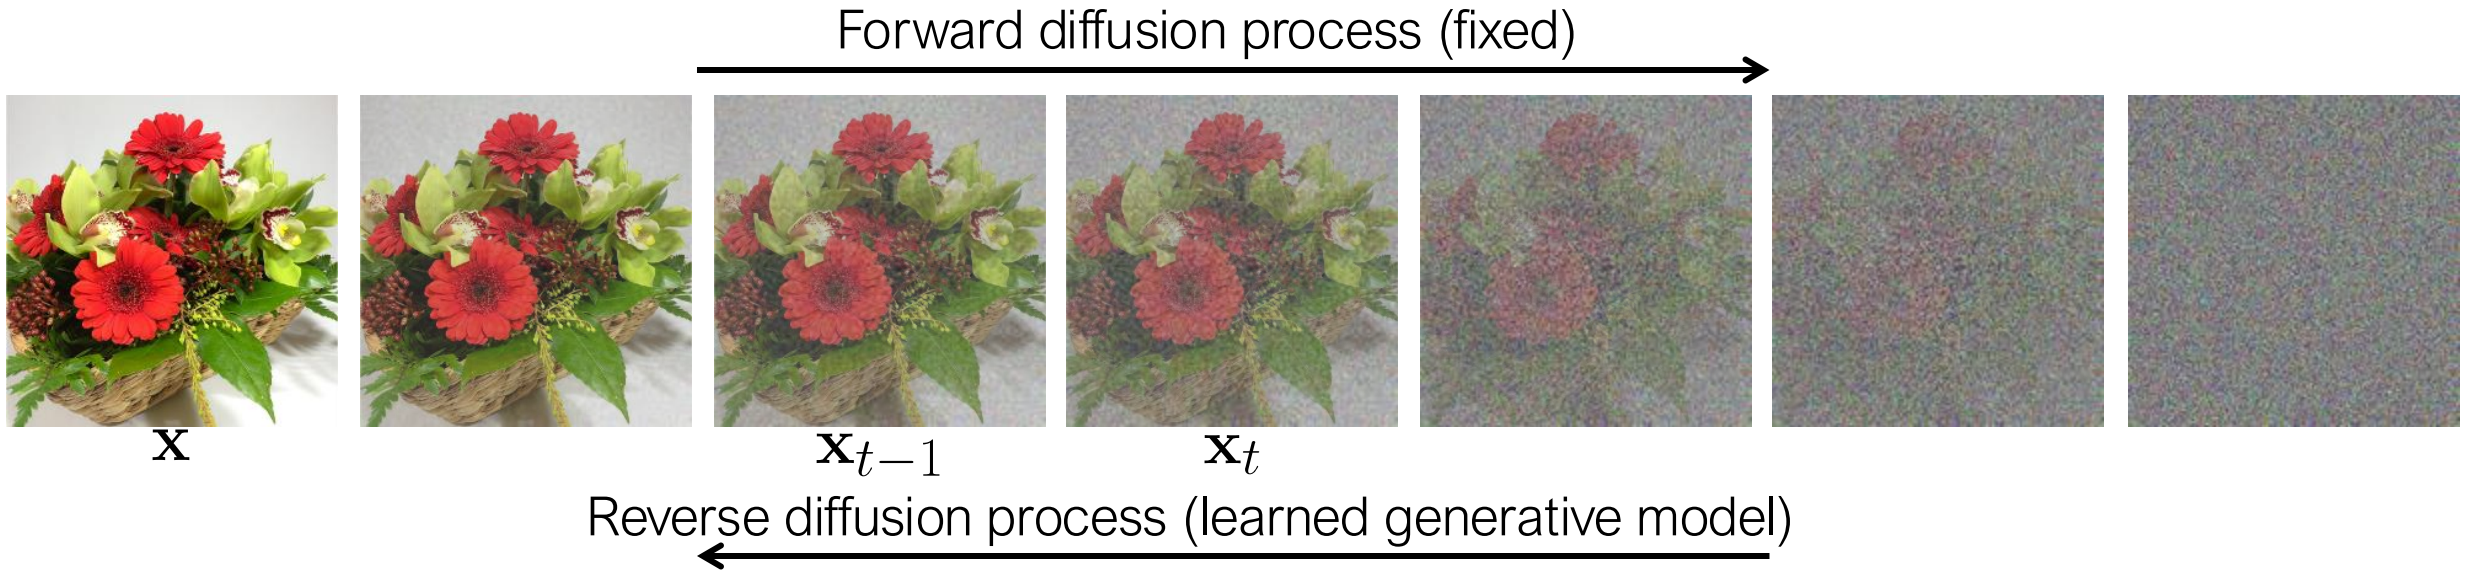 Forward diffusion process (fixed)
x
x_{t-1}
x_t
Reverse diffusion process (learned generative model)